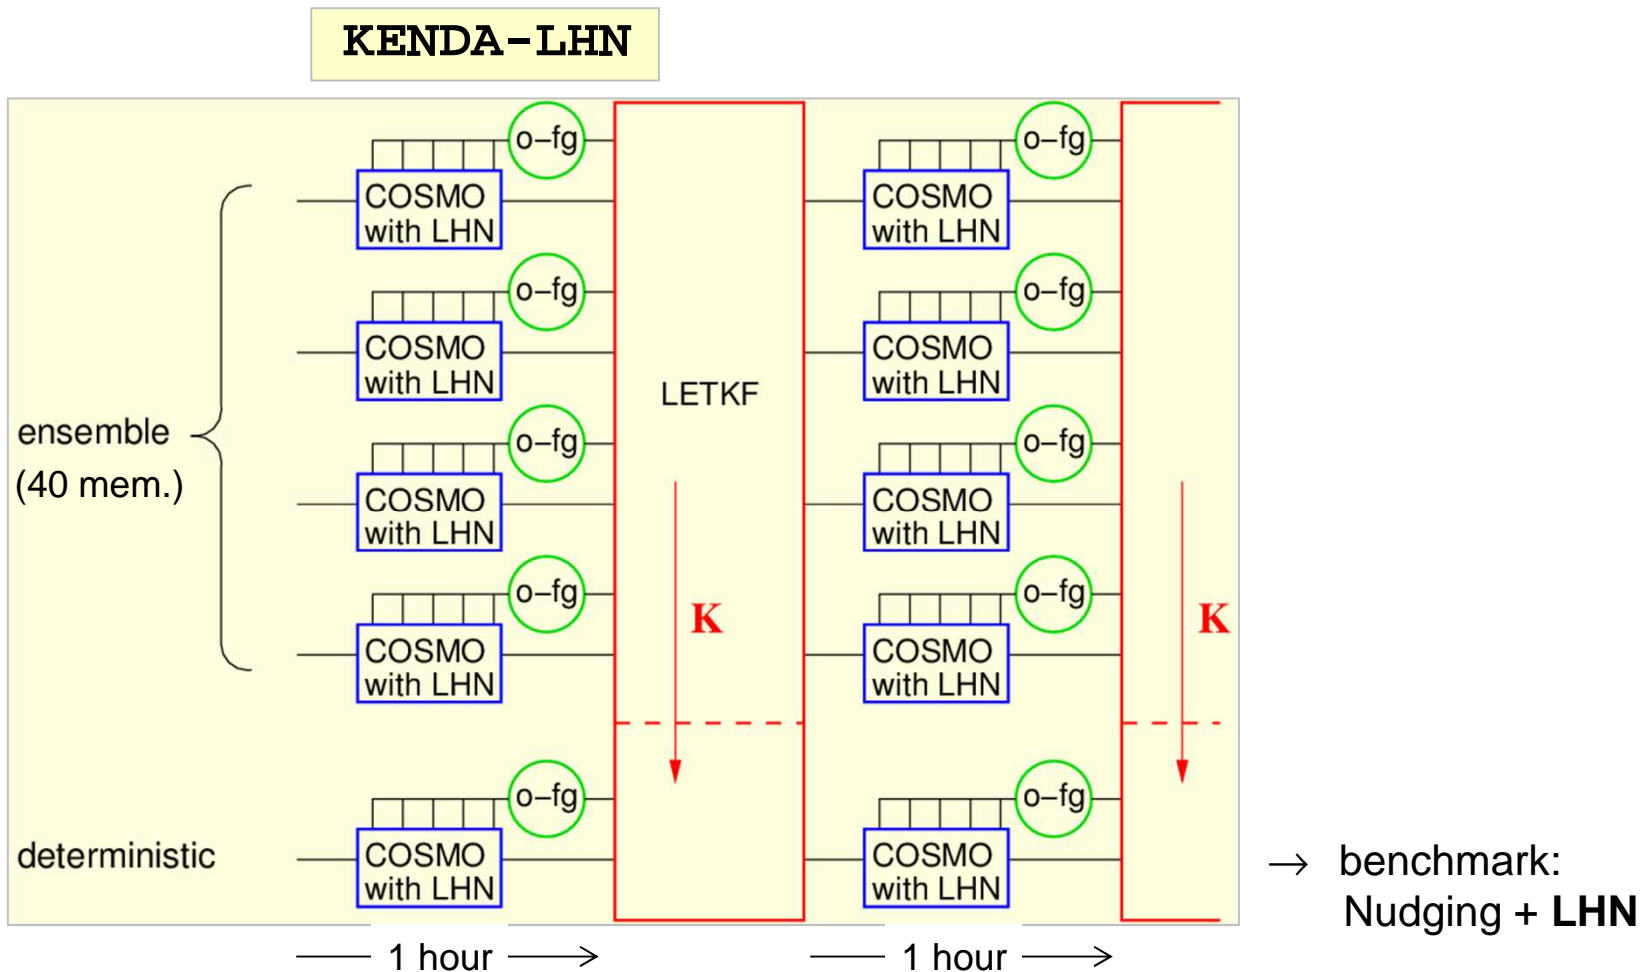 KENDA-LHN
o–fg
o–fg
COSMO
with LHN
COSMO
with LHN
o–fg
o–fg
COSMO
with LHN
COSMO
with LHN
LETKF
ensemble
(40 mem.)
o–fg
o–fg
COSMO
with LHN
COSMO
with LHN
o–fg
o–fg
K
K
COSMO
with LHN
COSMO
with LHN
o–fg
o–fg
deterministic
COSMO
with LHN
COSMO
with LHN
→ benchmark:
Nudging + LHN
1 hour
1 hour